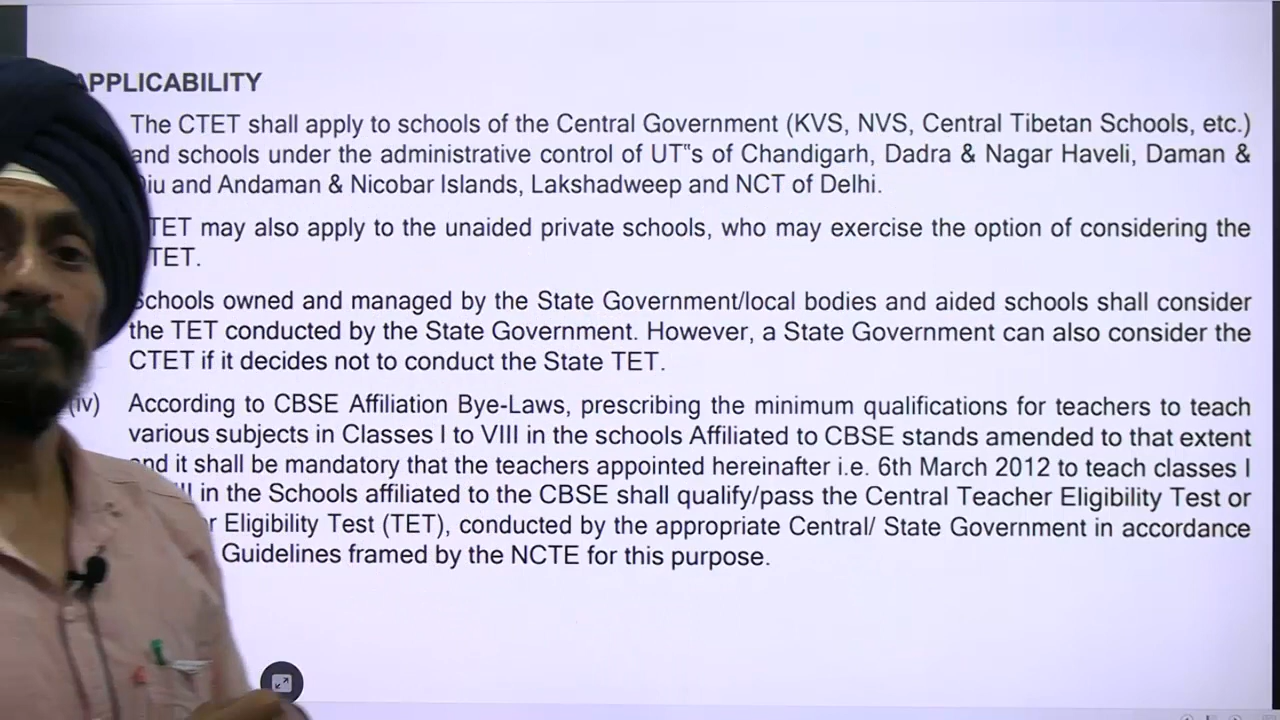 APPLICABILITY
The CTET shall apply to schools of the Central Government (KVS, NVS, Central Tibetan Schools, etc.)
and schools under the administrative control of UT"s of Chandigarh, Dadra & Nagar Haveli, Daman &
Diu and Andaman & Nicobar Islands, Lakshadweep and NCT of Delhi.
CTET may also apply to the unaided private schools, who may exercise the option of considering the
CTET.
Schools owned and managed by the State Government/local bodies and aided schools shall consider
the TET conducted by the State Government. However, a State Government can also consider the
CTET if it decides not to conduct the State TET.
(iv) According to CBSE Affiliation Bye-Laws, prescribing the minimum qualifications for teachers to teach
various subjects in Classes I to VIII in the schools Affiliated to CBSE stands amended to that extent
and it shall be mandatory that the teachers appointed hereinafter i.e. 6th March 2012 to teach classes I
in the Schools affiliated to the CBSE shall qualify/pass the Central Teacher Eligibility Test or
Eligibility Test (TET), conducted by the appropriate Central/ State Government in accordance
Guidelines framed by the NCTE for this purpose.